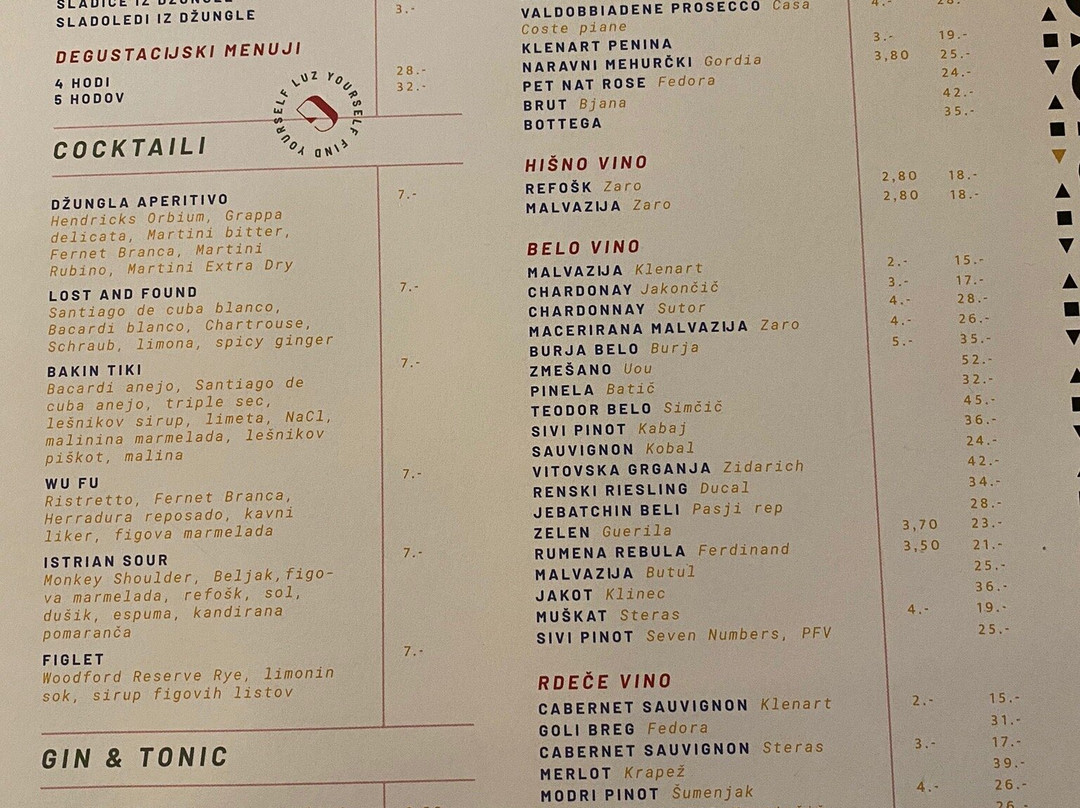 SLADICE IZ DŽUNGLE
SLADOLEDI IZ DŽUNGLE 3.-
DEGUSTACIJSKI MENUJI
4 HODI 28.-
5 HODOV 32.-
FIND YOURSELF LUZ YOURSELF
COCKTAILI
DŽUNGLA APERITIVO 7.-
Hendricks Orbium, Grappa
delicata, Martini bitter,
Fernet Branca, Martini
Rubino, Martini Extra Dry
LOST AND FOUND 7.-
Santiago de cuba blanco,
Bacardi blanco, Chartrouse,
Schraub, limona, spicy ginger
BAKIN TIKI 7.-
Bacardi anejo, Santiago de
cuba anejo, triple sec,
lešnikov sirup, limeta, NaCl,
malinina marmelada, lešnikov
piškot, malina
WU FU 7.-
Ristretto, Fernet Branca,
Herradura reposado, kavni
liker, figova marmelada
ISTRIAN SOUR 7.-
Monkey Shoulder, Beljak,figo-
va marmelada, refošk, sol,
dušik, espuma, kandirana
pomaranča
FIGLET 7.-
Woodford Reserve Rye, limonin
sok, sirup figovih listov
GIN & TONIC
VALDOBBIADENE PROSECCO Casa 4.- 28.-
Coste piane
KLENART PENINA 3.- 19.-
NARAVNI MEHURČKI Gordia 3,80 25.-
PET NAT ROSE Fedora 24.-
BRUT Bjana 42.-
BOTTEGA 35.-
HIŠNO VINO
REFOŠK Zaro 2,80 18.-
MALVAZIJA Zaro 2,80 18.-
BELO VINO
MALVAZIJA Klenart 2.- 15.-
CHARDONAY Jakončič 3.- 17.-
CHARDONNAY Sutor 4.- 28.-
MACERIRANA MALVAZIJA Zaro 4.- 26.-
BURJA BELO Burja 5.- 35.-
ZMEŠANO Uou 52.-
PINELA Batič 32.-
TEODOR BELO Simčič 45.-
SIVI PINOT Kabaj 36.-
SAUVIGNON Kobal 24.-
VITOVSKA GRGANJA Zidarich 42.-
RENSKI RIESLING Ducal 34.-
JEBATCHIN BELI Pasji rep 28.-
ZELEN Guerila 3,70 23.-
RUMENA REBULA Ferdinand 3,50 21.-
MALVAZIJA Butul 25.-
JAKOT Klinec 36.-
MUŠKAT Steras 4.- 19.-
SIVI PINOT Seven Numbers, PFV 25.-
RDEČE VINO
CABERNET SAUVIGNON Klenart 2.- 15.-
GOLI BREG Fedora 31.-
CABERNET SAUVIGNON Steras 3.- 17.-
MERLOT Krapež 39.-
MODRI PINOT Šumenjak 4.- 26.-